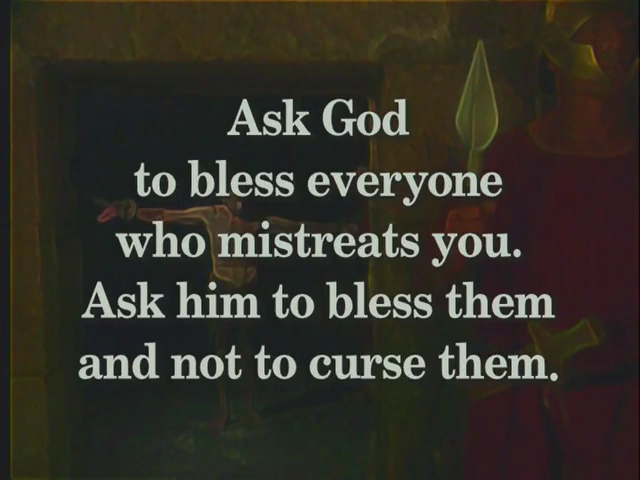 Ask God
to bless everyone
who mistreats you.
Ask him to bless them
and not to curse them.